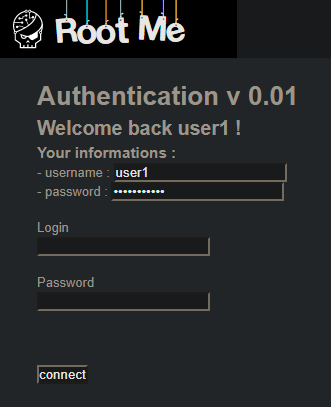 Root Me
Authentication v 0.01
Welcome back user1 !
Your informations :
- username : user1
- password : •••••••••••
Login
Password
connect